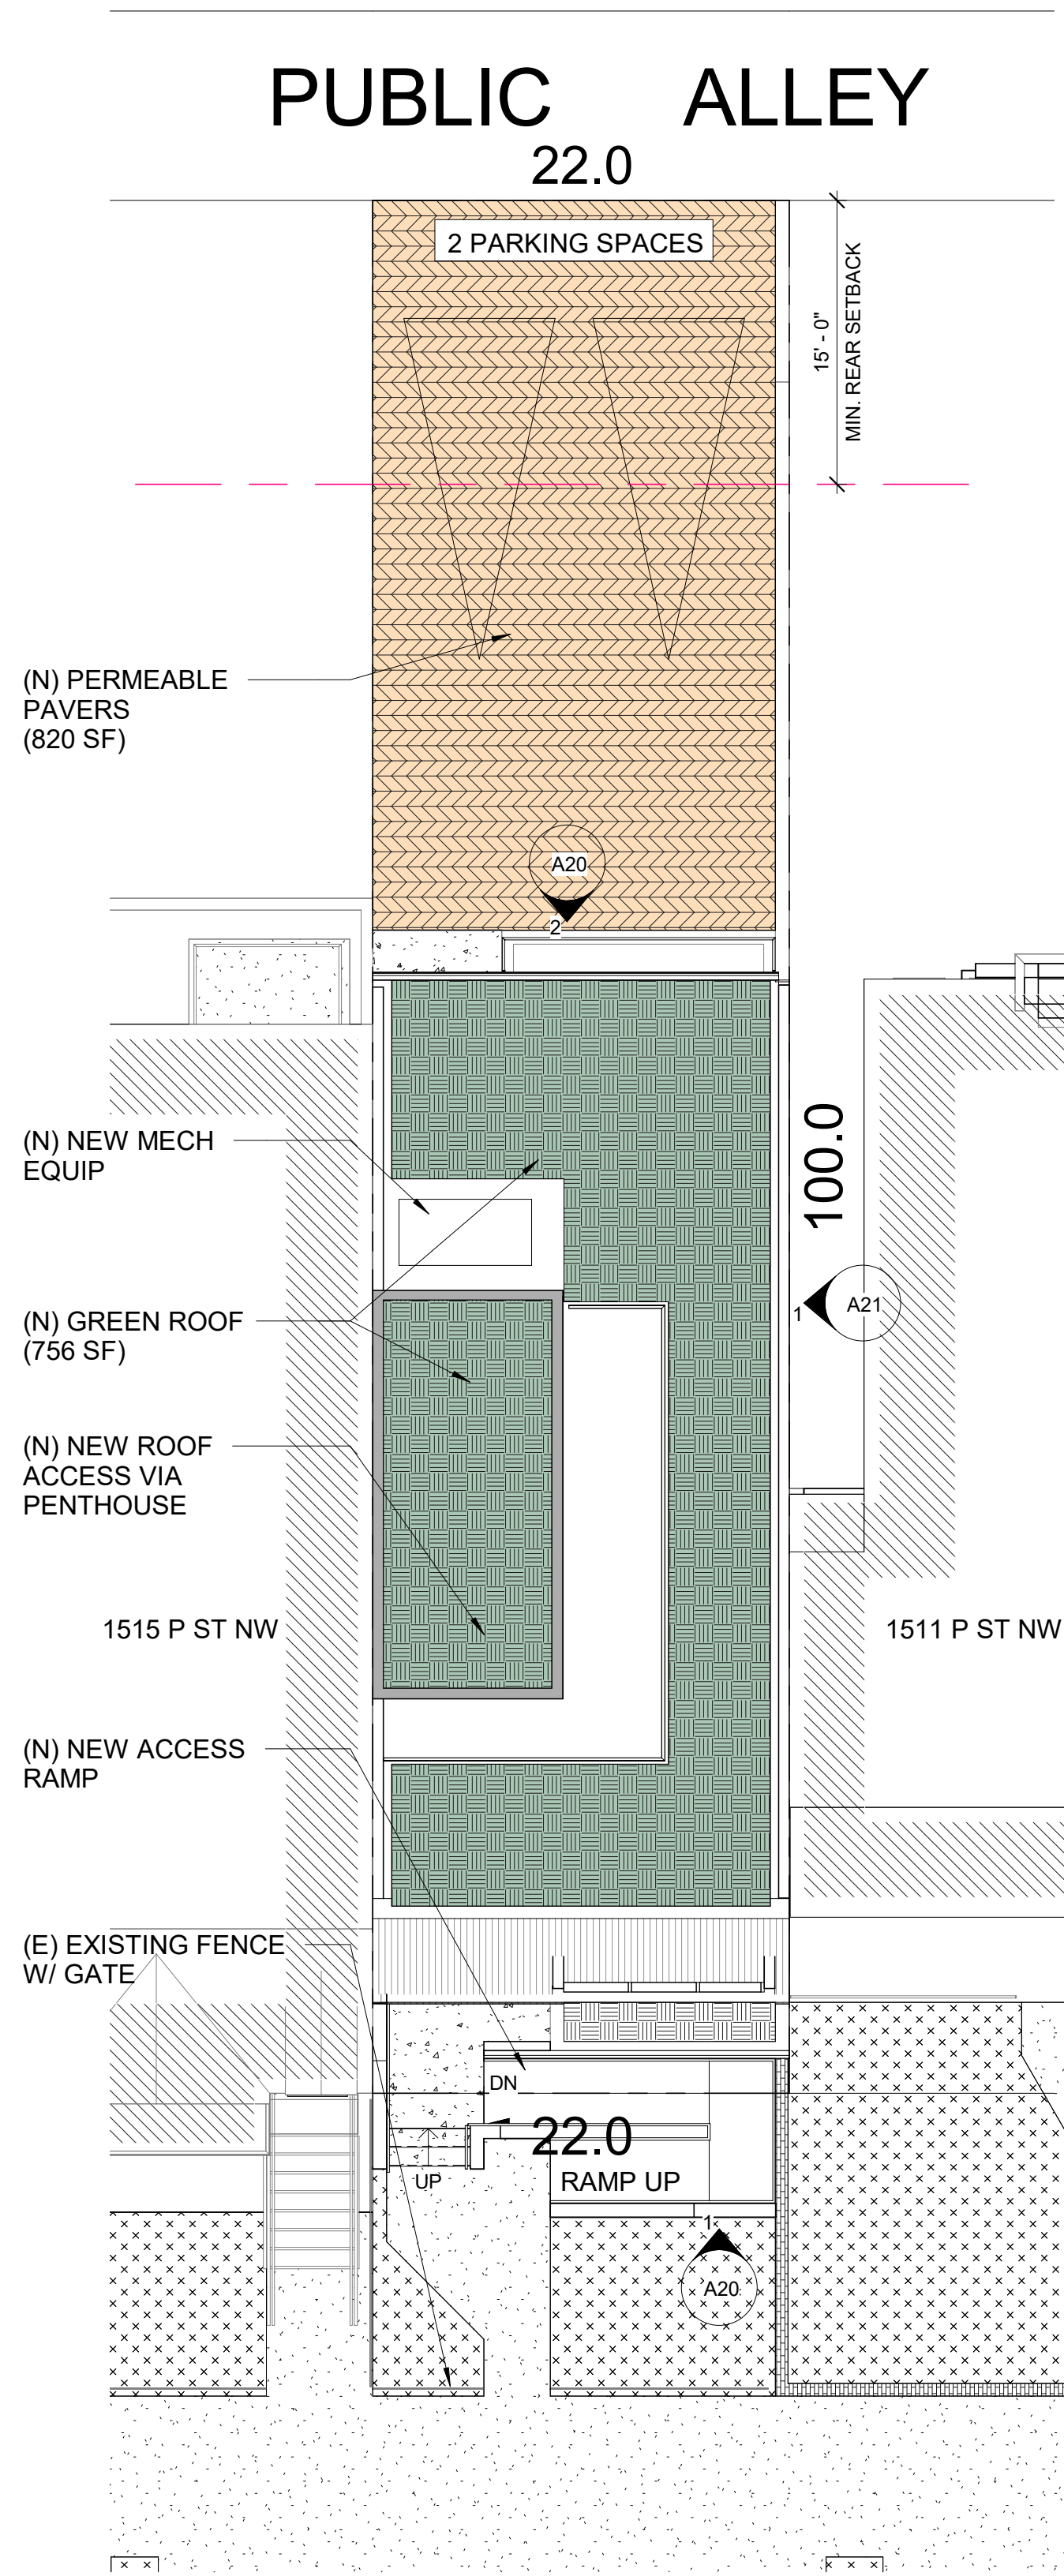 PUBLIC ALLEY
22.0
2 PARKING SPACES
15' - 0"
MIN. REAR SETBACK
(N) PERMEABLE
PAVERS
(820 SF)
A20
2
(N) NEW MECH
EQUIP
100.0
(N) GREEN ROOF
(756 SF)
1
A21
(N) NEW ROOF
ACCESS VIA
PENTHOUSE
1515 P ST NW
1511 P ST NW
(N) NEW ACCESS
RAMP
(E) EXISTING FENCE
W/ GATE
DN
22.0
UP
RAMP UP
1
A20